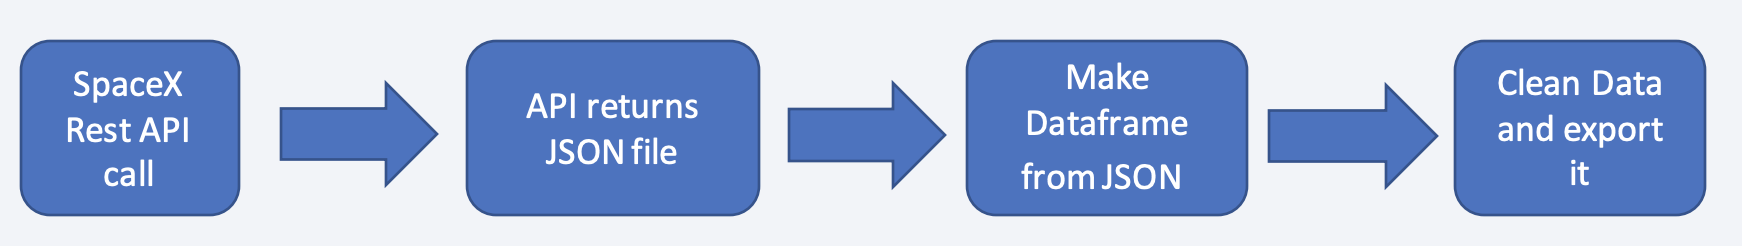 SpaceX
Rest API
call
API returns
JSON file
Make
Dataframe
from JSON
Clean Data
and export
it